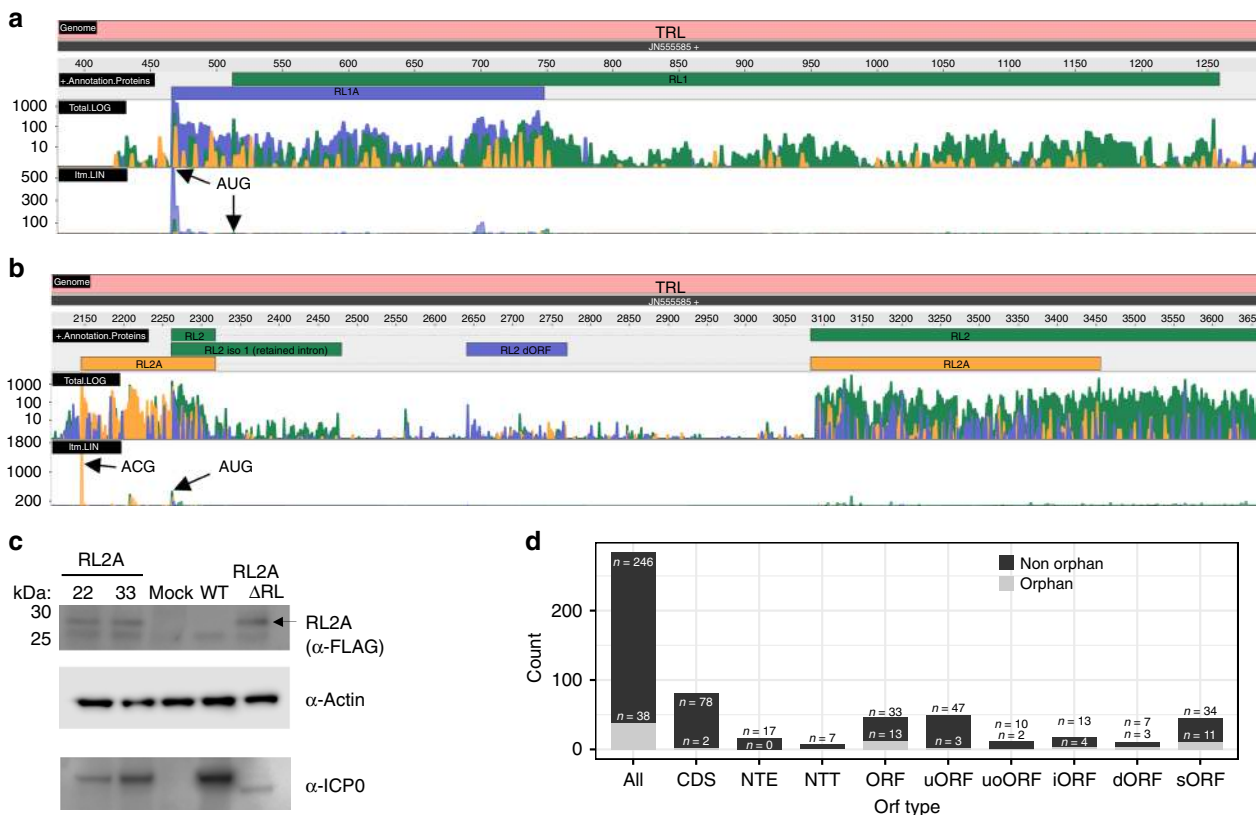 a
Genome
TRL
JN555585 +
400 450 500 550 600 650 700 750 800 850 900 950 1000 1050 1100 1150 1200 1250
+.Annotation.Proteins
RL1
RL1A
Total.LOG
1000
100
10
ltm.LIN
500
300
100
AUG
b
Genome
TRL
JN555585 +
2150 2200 2250 2300 2350 2400 2450 2500 2550 2600 2650 2700 2750 2800 2850 2900 2950 3000 3050 3100 3150 3200 3250 3300 3350 3400 3450 3500 3550 3600 365
+.Annotation.Proteins
RL2
RL2
RL2 iso 1 (retained intron)
RL2 dORF
RL2A
RL2A
Total.LOG
1000
100
10
1800
ltm.LIN
1000
200
ACG
AUG
c
RL2A
RL2A
kDa: 22 33 Mock WT ΔRL
30
25
RL2A
(α-FLAG)
α-Actin
α-ICP0
d
Non orphan
Orphan
Count
200
100
0
n = 246
n = 38
n = 78
n = 2
n = 17
n = 0
n = 7
n = 33
n = 13
n = 47
n = 3
n = 10
n = 2
n = 13
n = 4
n = 7
n = 3
n = 34
n = 11
All CDS NTE NTT ORF uORF uoORF iORF dORF sORF
Orf type